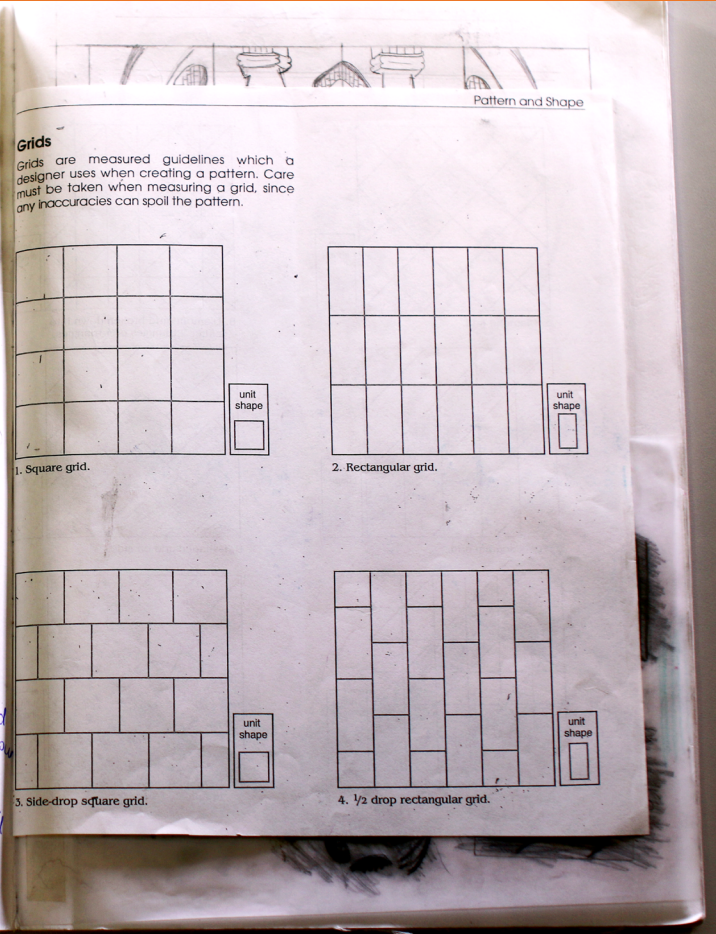 Pattern and Shape
Grids
Grids are measured guidelines which a
designer uses when creating a pattern. Care
must be taken when measuring a grid, since
any inaccuracies can spoil the pattern.
unit
shape
1. Square grid.
unit
shape
2. Rectangular grid.
unit
shape
3. Side-drop square grid.
unit
shape
4. 1/2 drop rectangular grid.